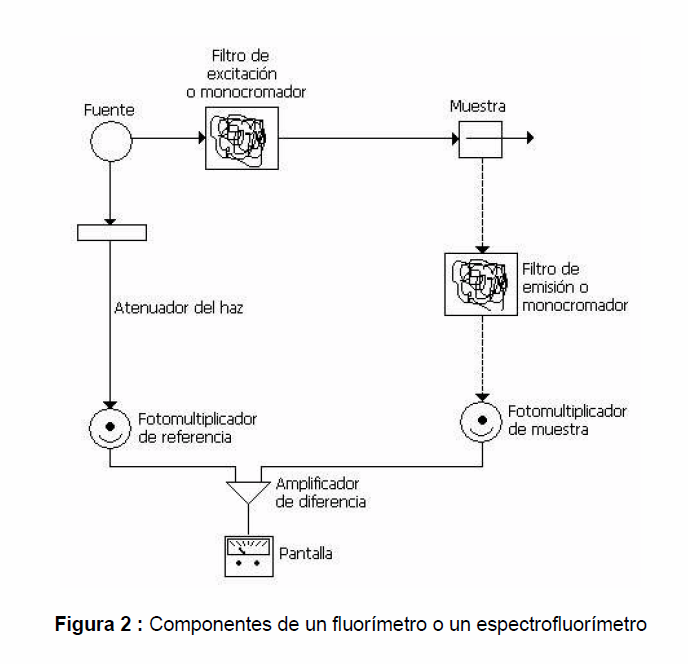 Filtro de
excitación
o monocromador
Fuente
Muestra
Filtro de
emisión o
monocromador
Atenuador del haz
Fotomultiplicador
de referencia
Fotomultiplicador
de muestra
Amplificador
de diferencia
Pantalla
Figura 2 : Componentes de un fluorímetro o un espectrofluorímetro